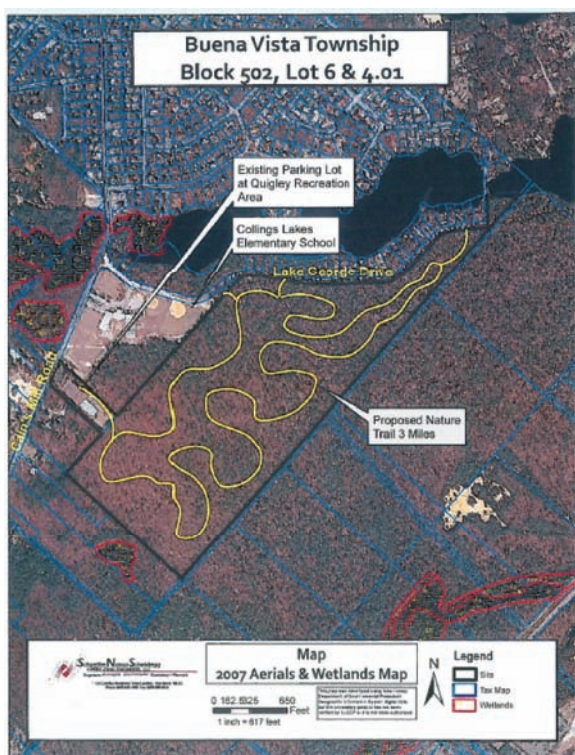 Buena Vista Township
Block 502, Lot 6 & 4.01
Existing Parking Lot
at Quigley Recreation
Area
Collings Lakes
Elementary School
Lake George Drive
Road
Proposed Nature
Trail 3 Miles
Map
2007 Aerials & Wetlands Map
0 162.5325 650
Feet
1 inch = 617 feet
N
Legend
Site
Tax Map
Wetlands